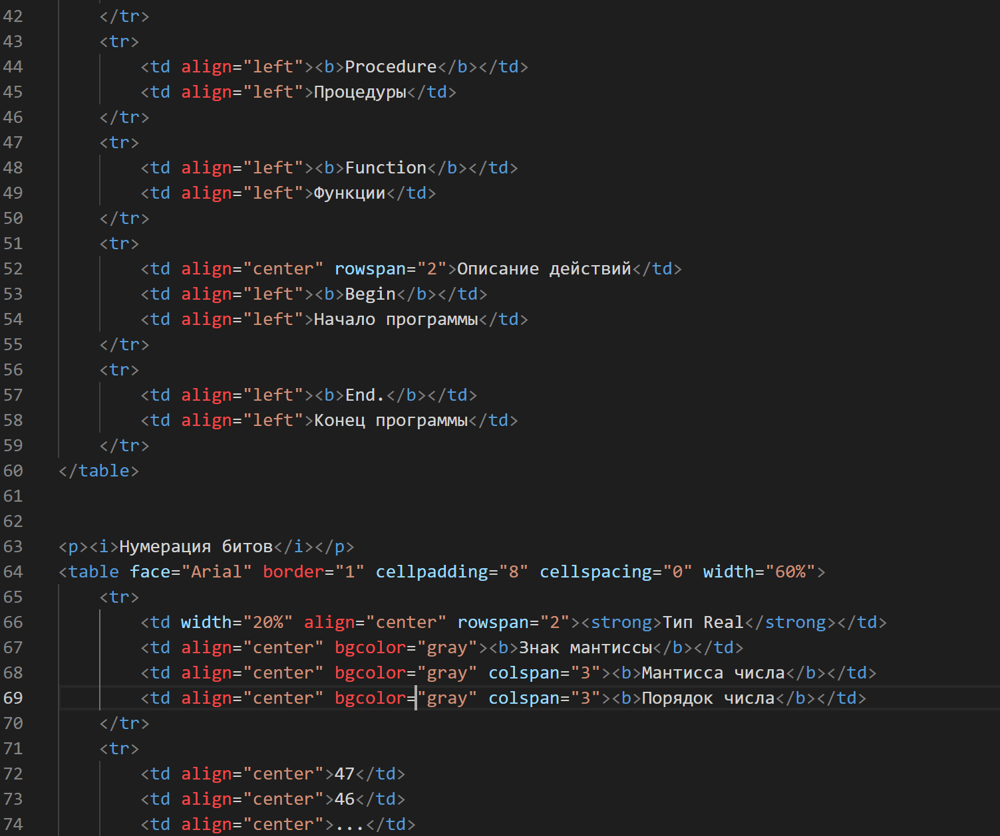 42 </tr>
43 <tr>
44 <td align="left"><b>Procedure</b></td>
45 <td align="left">Процедуры</td>
46 </tr>
47 <tr>
48 <td align="left"><b>Function</b></td>
49 <td align="left">Функции</td>
50 </tr>
51 <tr>
52 <td align="center" rowspan="2">Описание действий</td>
53 <td align="left"><b>Begin</b></td>
54 <td align="left">Начало программы</td>
55 </tr>
56 <tr>
57 <td align="left"><b>End.</b></td>
58 <td align="left">Конец программы</td>
59 </tr>
60 </table>
61
62
63 <p><i>Нумерация битов</i></p>
64 <table face="Arial" border="1" cellpadding="8" cellspacing="0" width="60%">
65 <tr>
66 <td width="20%" align="center" rowspan="2"><strong>Тип Real</strong></td>
67 <td align="center" bgcolor="gray"><b>Знак мантиссы</b></td>
68 <td align="center" bgcolor="gray" colspan="3"><b>Мантисса числа</b></td>
69 <td align="center" bgcolor="gray" colspan="3"><b>Порядок числа</b></td>
70 </tr>
71 <tr>
72 <td align="center">47</td>
73 <td align="center">46</td>
74 <td align="center">...</td>